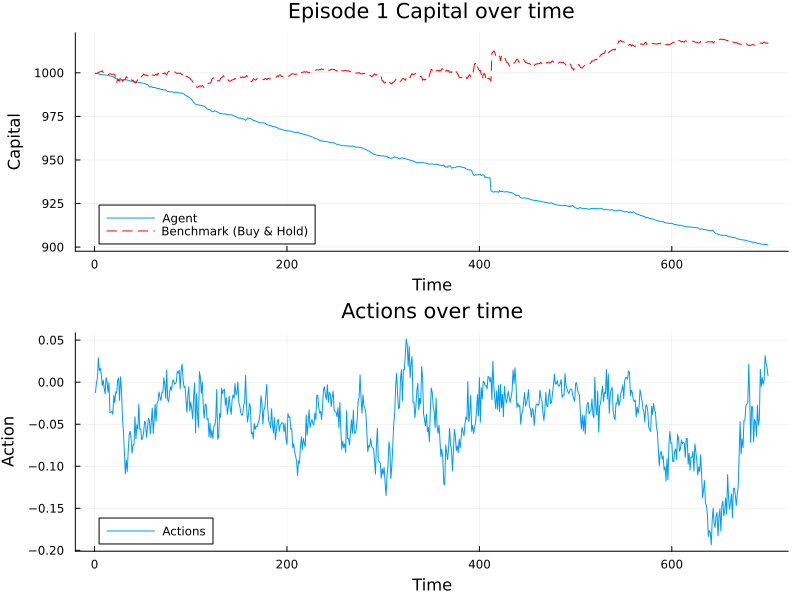 Episode 1 Capital over time
Capital
1000
975
950
925
900
Agent
Benchmark (Buy & Hold)
0
200
400
600
Time
Actions over time
Action
0.05
0.00
−0.05
−0.10
−0.15
−0.20
Actions
0
200
400
600
Time